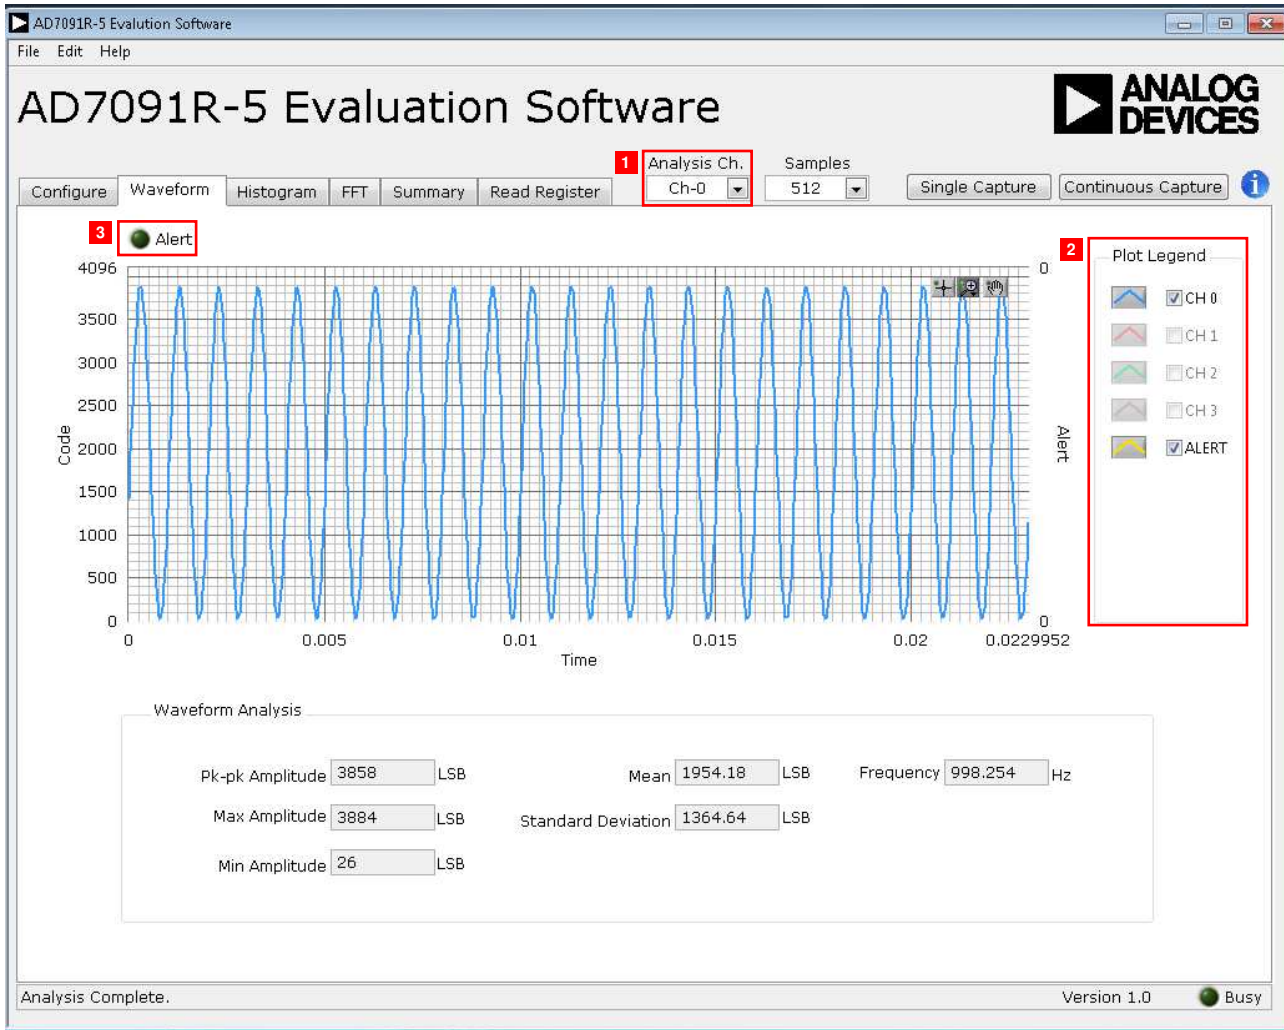 AD7091R-5 Evalution Software
File Edit Help
AD7091R-5 Evaluation Software
ANALOG
DEVICES
1 Analysis Ch. Samples
Configure Waveform Histogram FFT Summary Read Register Ch-0 512 Single Capture Continuous Capture i
3 Alert
2 Plot Legend
CH 0
CH 1
CH 2
CH 3
ALERT
4096
3500
3000
2500
2000
1500
1000
500
0
Code
0
Alert
0
0 0.005 0.01 0.015 0.02 0.0229952
Time
Waveform Analysis
Pk-pk Amplitude 3858 LSB Mean 1954.18 LSB Frequency 998.254 Hz
Max Amplitude 3884 LSB Standard Deviation 1364.64 LSB
Min Amplitude 26 LSB
Analysis Complete. Version 1.0 Busy